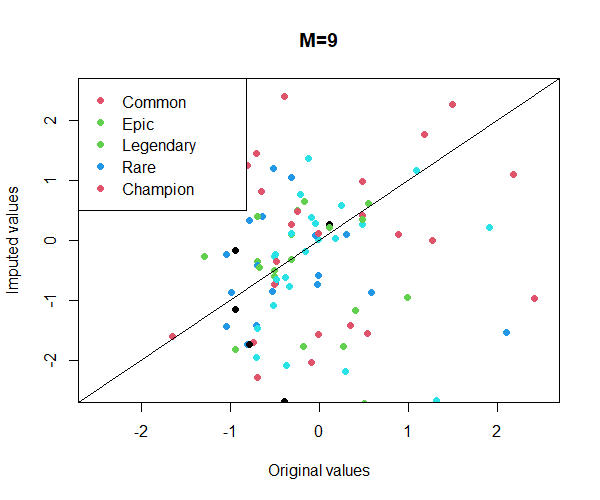 M=9
Common
Epic
Legendary
Rare
Champion
Imputed values
2
1
0
-1
-2
-2
-1
0
1
2
Original values